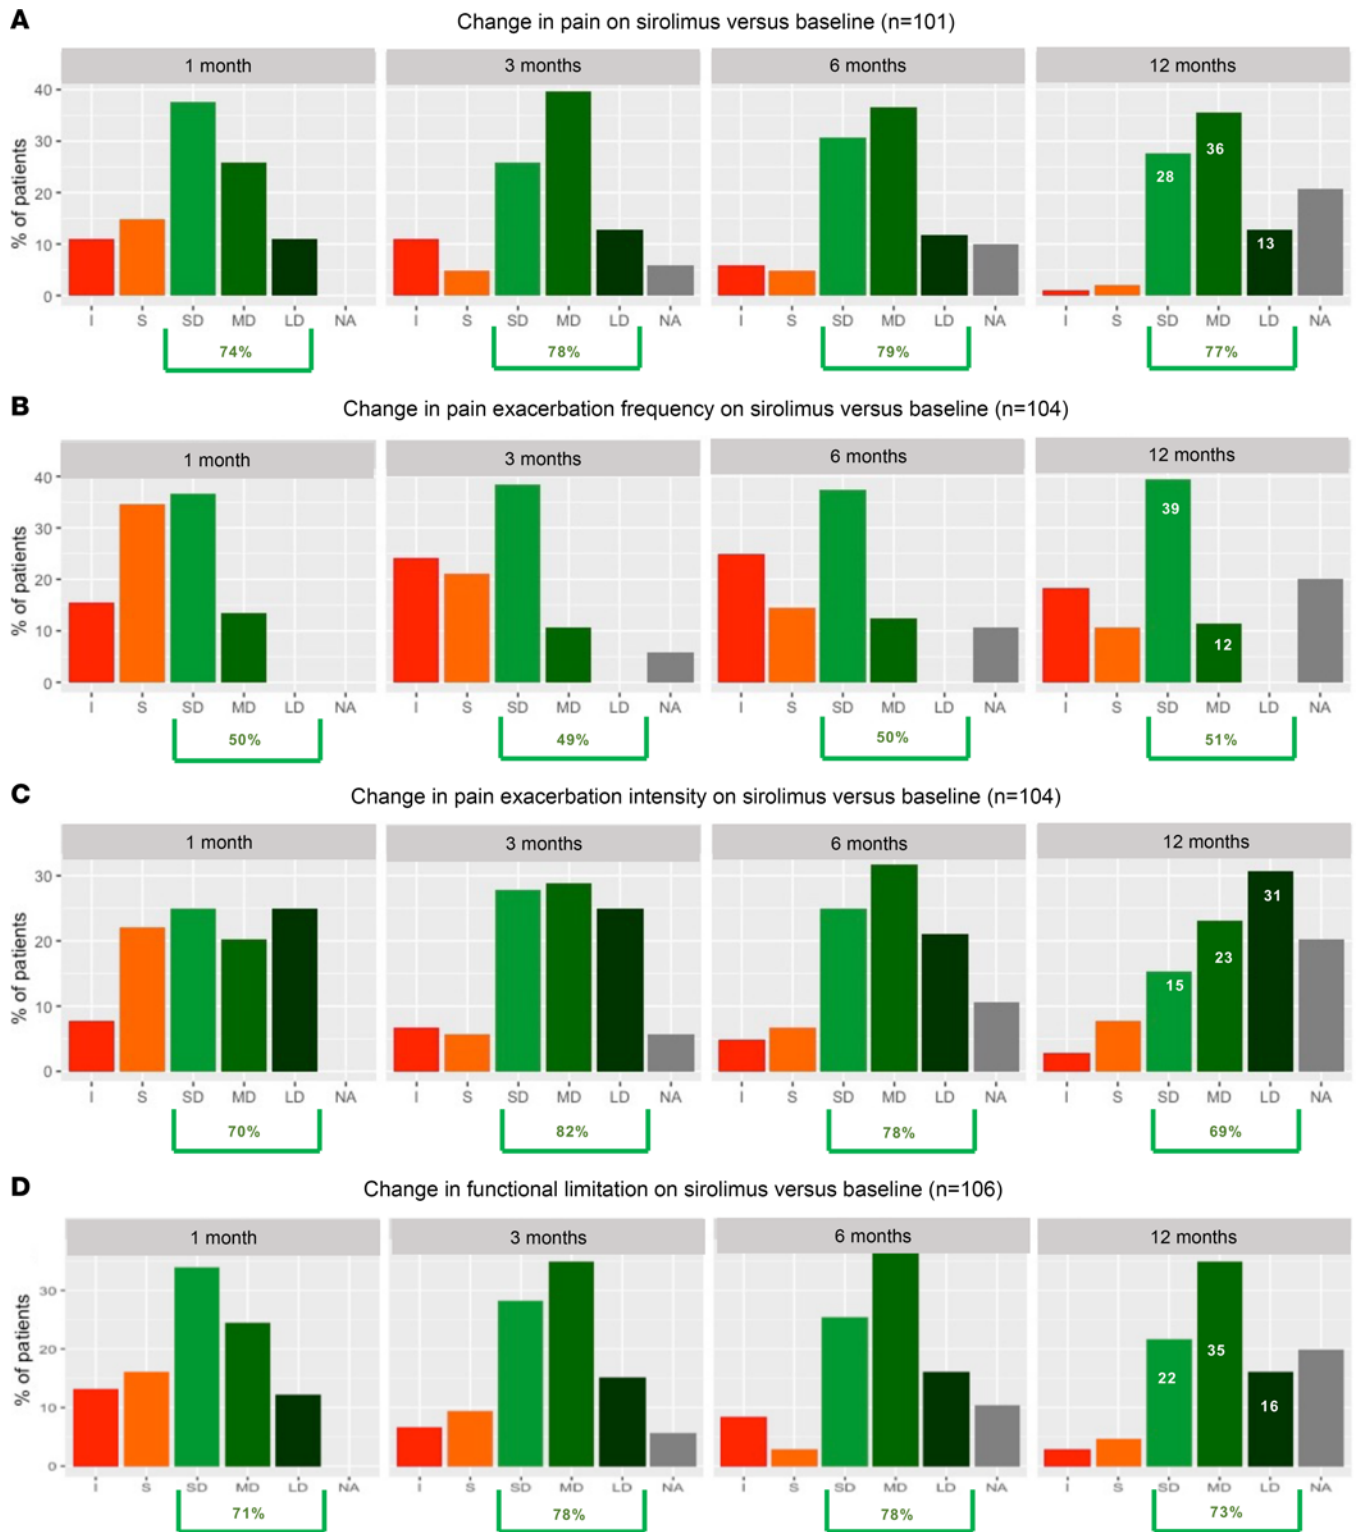 A
Change in pain on sirolimus versus baseline (n=101)
1 month 3 months 6 months 12 months
% of patients
40
30
20
10
0
28 36 13
I S SD MD LD NA I S SD MD LD NA I S SD MD LD NA I S SD MD LD NA
74% 78% 79% 77%
B
Change in pain exacerbation frequency on sirolimus versus baseline (n=104)
1 month 3 months 6 months 12 months
% of patients
40
30
20
10
0
39 12
I S SD MD LD NA I S SD MD LD NA I S SD MD LD NA I S SD MD LD NA
50% 49% 50% 51%
C
Change in pain exacerbation intensity on sirolimus versus baseline (n=104)
1 month 3 months 6 months 12 months
% of patients
30
20
10
0
15 23 31
I S SD MD LD NA I S SD MD LD NA I S SD MD LD NA I S SD MD LD NA
70% 82% 78% 69%
D
Change in functional limitation on sirolimus versus baseline (n=106)
1 month 3 months 6 months 12 months
% of patients
30
20
10
0
22 35 16
I S SD MD LD NA I S SD MD LD NA I S SD MD LD NA I S SD MD LD NA
71% 78% 78% 73%